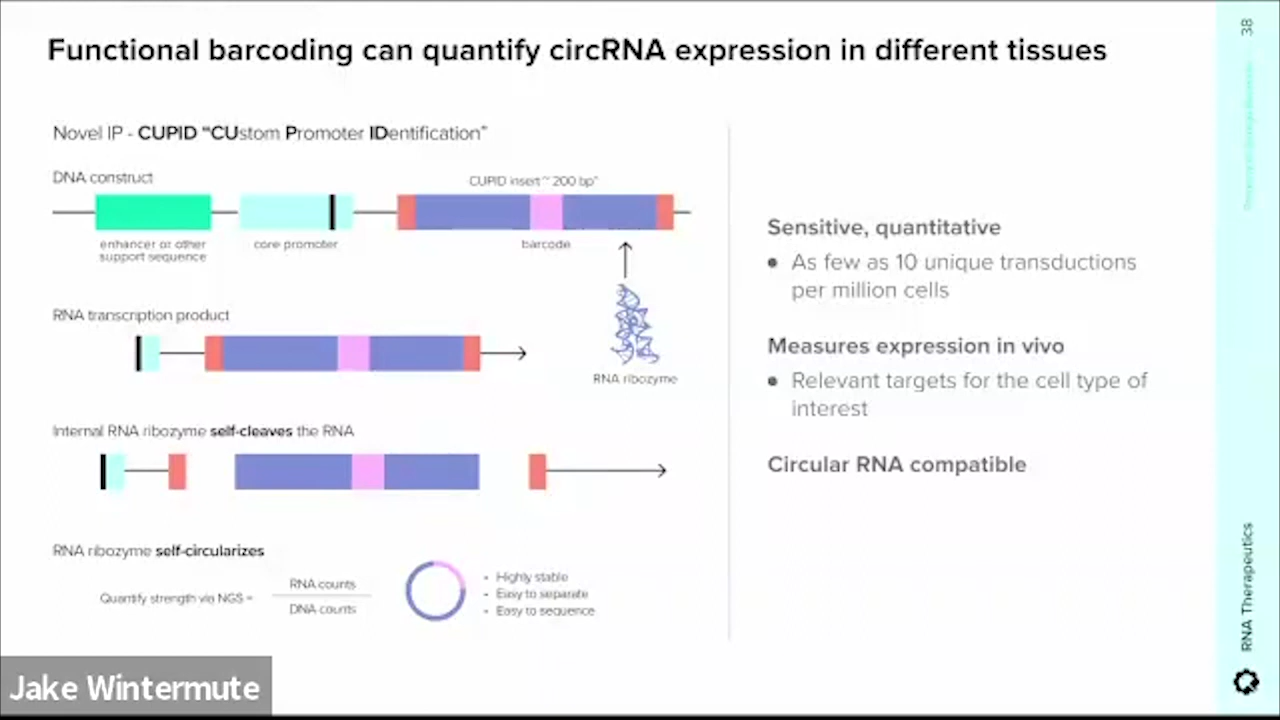 Functional barcoding can quantify circRNA expression in different tissues
Novel IP - CUPID "CUstom Promoter IDentification"
DNA construct
CUPID insert ~ 200 bp"
enhancer or other
support sequence
core promoter
barcode
RNA transcription product
RNA ribozyme
Internal RNA ribozyme self-cleaves the RNA
RNA ribozyme self-circularizes
Quantify strength via NGS =
RNA counts
DNA counts
- Highly stable
- Easy to separate
- Easy to sequence
Sensitive, quantitative
• As few as 10 unique transductions
per million cells
Measures expression in vivo
• Relevant targets for the cell type of
interest
Circular RNA compatible
38
RNA Therapeutics
Jake Wintermute